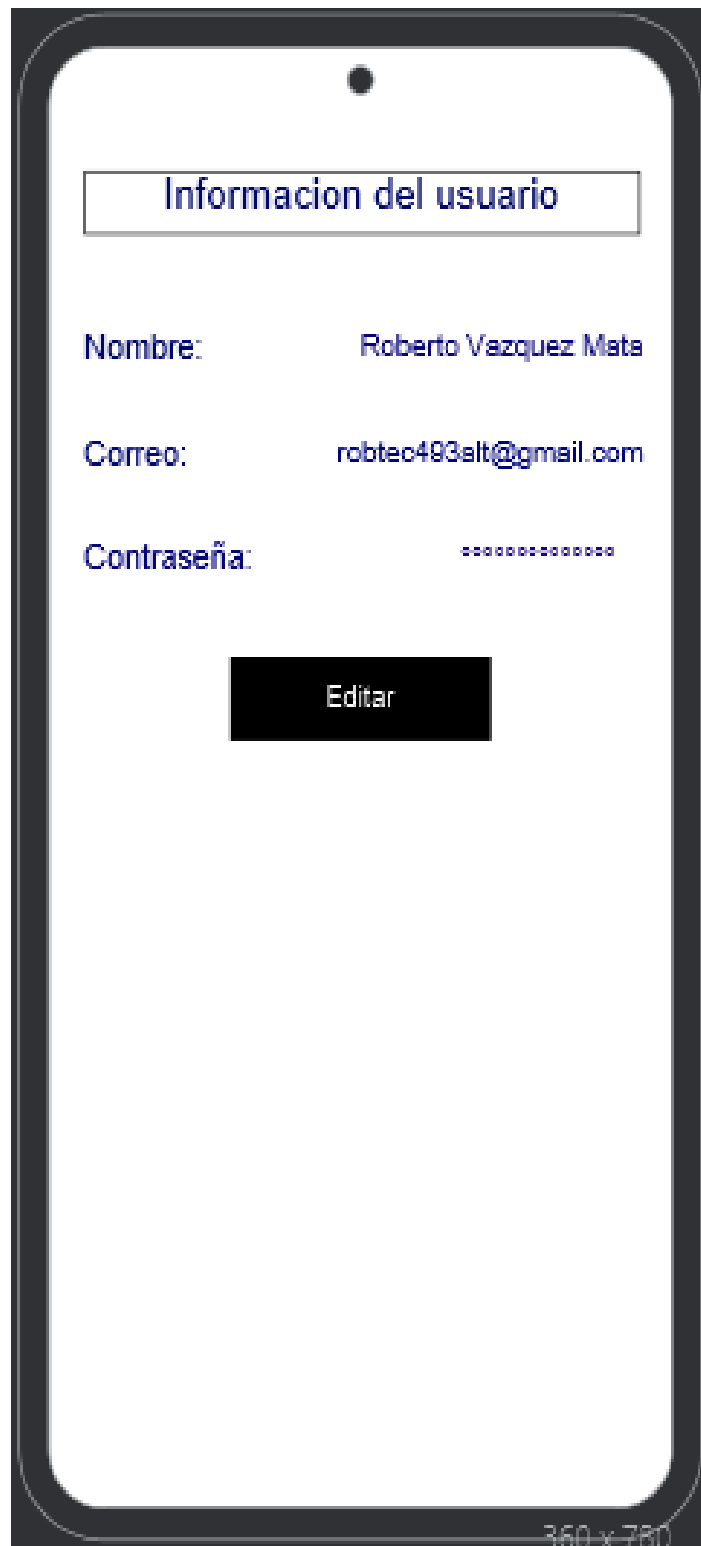 Informacion del usuario
Nombre: Roberto Vazquez Mata
Correo: robtec493alt@gmail.com
Contraseña: **************
Editar
360 x 780